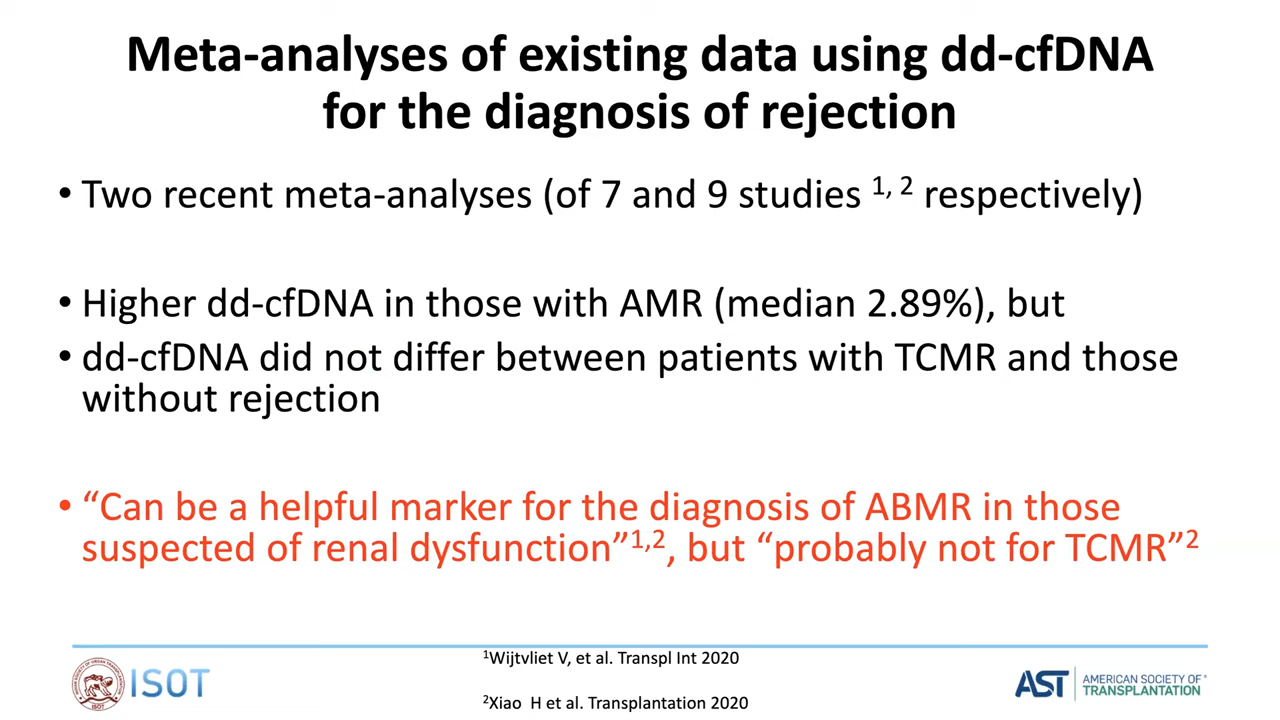 Meta-analyses of existing data using dd-cfDNA
for the diagnosis of rejection
• Two recent meta-analyses (of 7 and 9 studies 1, 2 respectively)
• Higher dd-cfDNA in those with AMR (median 2.89%), but
• dd-cfDNA did not differ between patients with TCMR and those
without rejection
• “Can be a helpful marker for the diagnosis of ABMR in those
suspected of renal dysfunction”1,2, but “probably not for TCMR”2
1Wijtvliet V, et al. Transpl Int 2020
2Xiao H et al. Transplantation 2020
ISOT
ISOT
AST
AMERICAN SOCIETY OF
TRANSPLANTATION